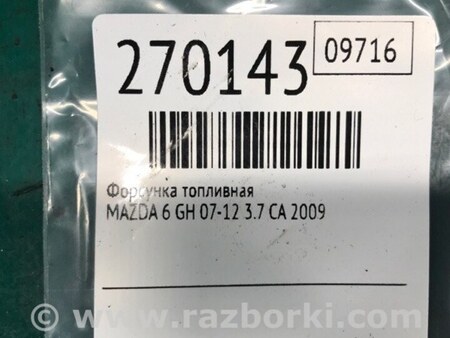 270143
09716
Форсунка топливная
MAZDA 6 GH 07-12 3.7 CA 2009
© www.razborki.com